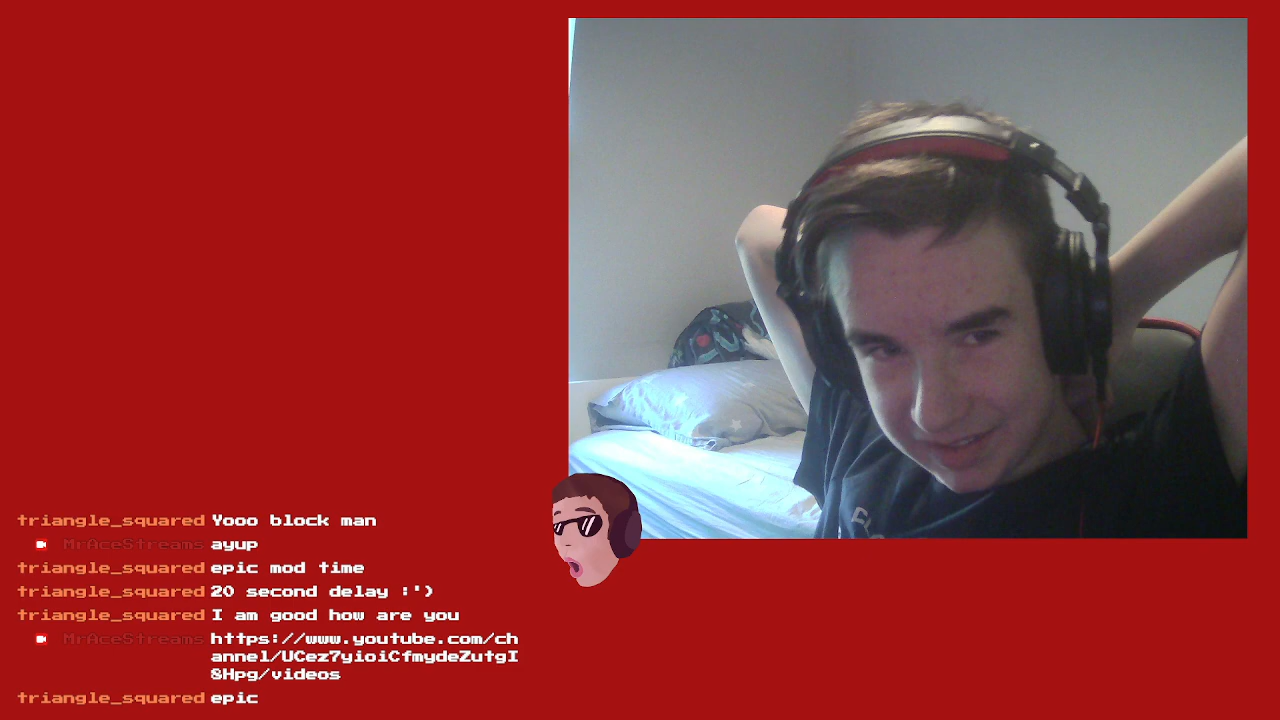 triangle_squared Yooo block man
MrAceStreams ayup
triangle_squared epic mod time
triangle_squared 20 second delay :')
triangle_squared I am good how are you
MrAceStreams https://www.youtube.com/ch
annel/UCez7yioiCfmydeZutgI
8Hpg/videos
triangle_squared epic